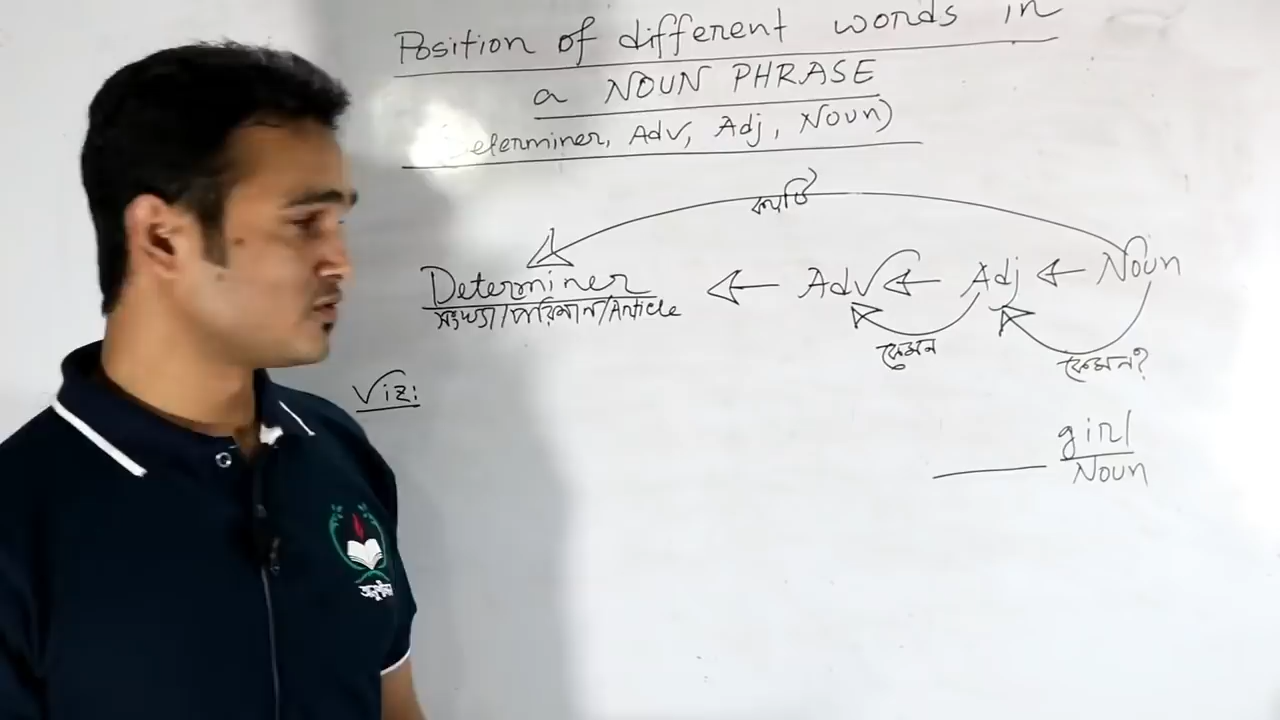 Position of different words in
a NOUN PHRASE
eterminer, Adv, Adj, Noun)
কয়টি
Determiner ← Adv ← Adj ← Noun
সংখ্যা/পরিমান/Article
কেমন
কেমন?
Viz:
girl
Noun